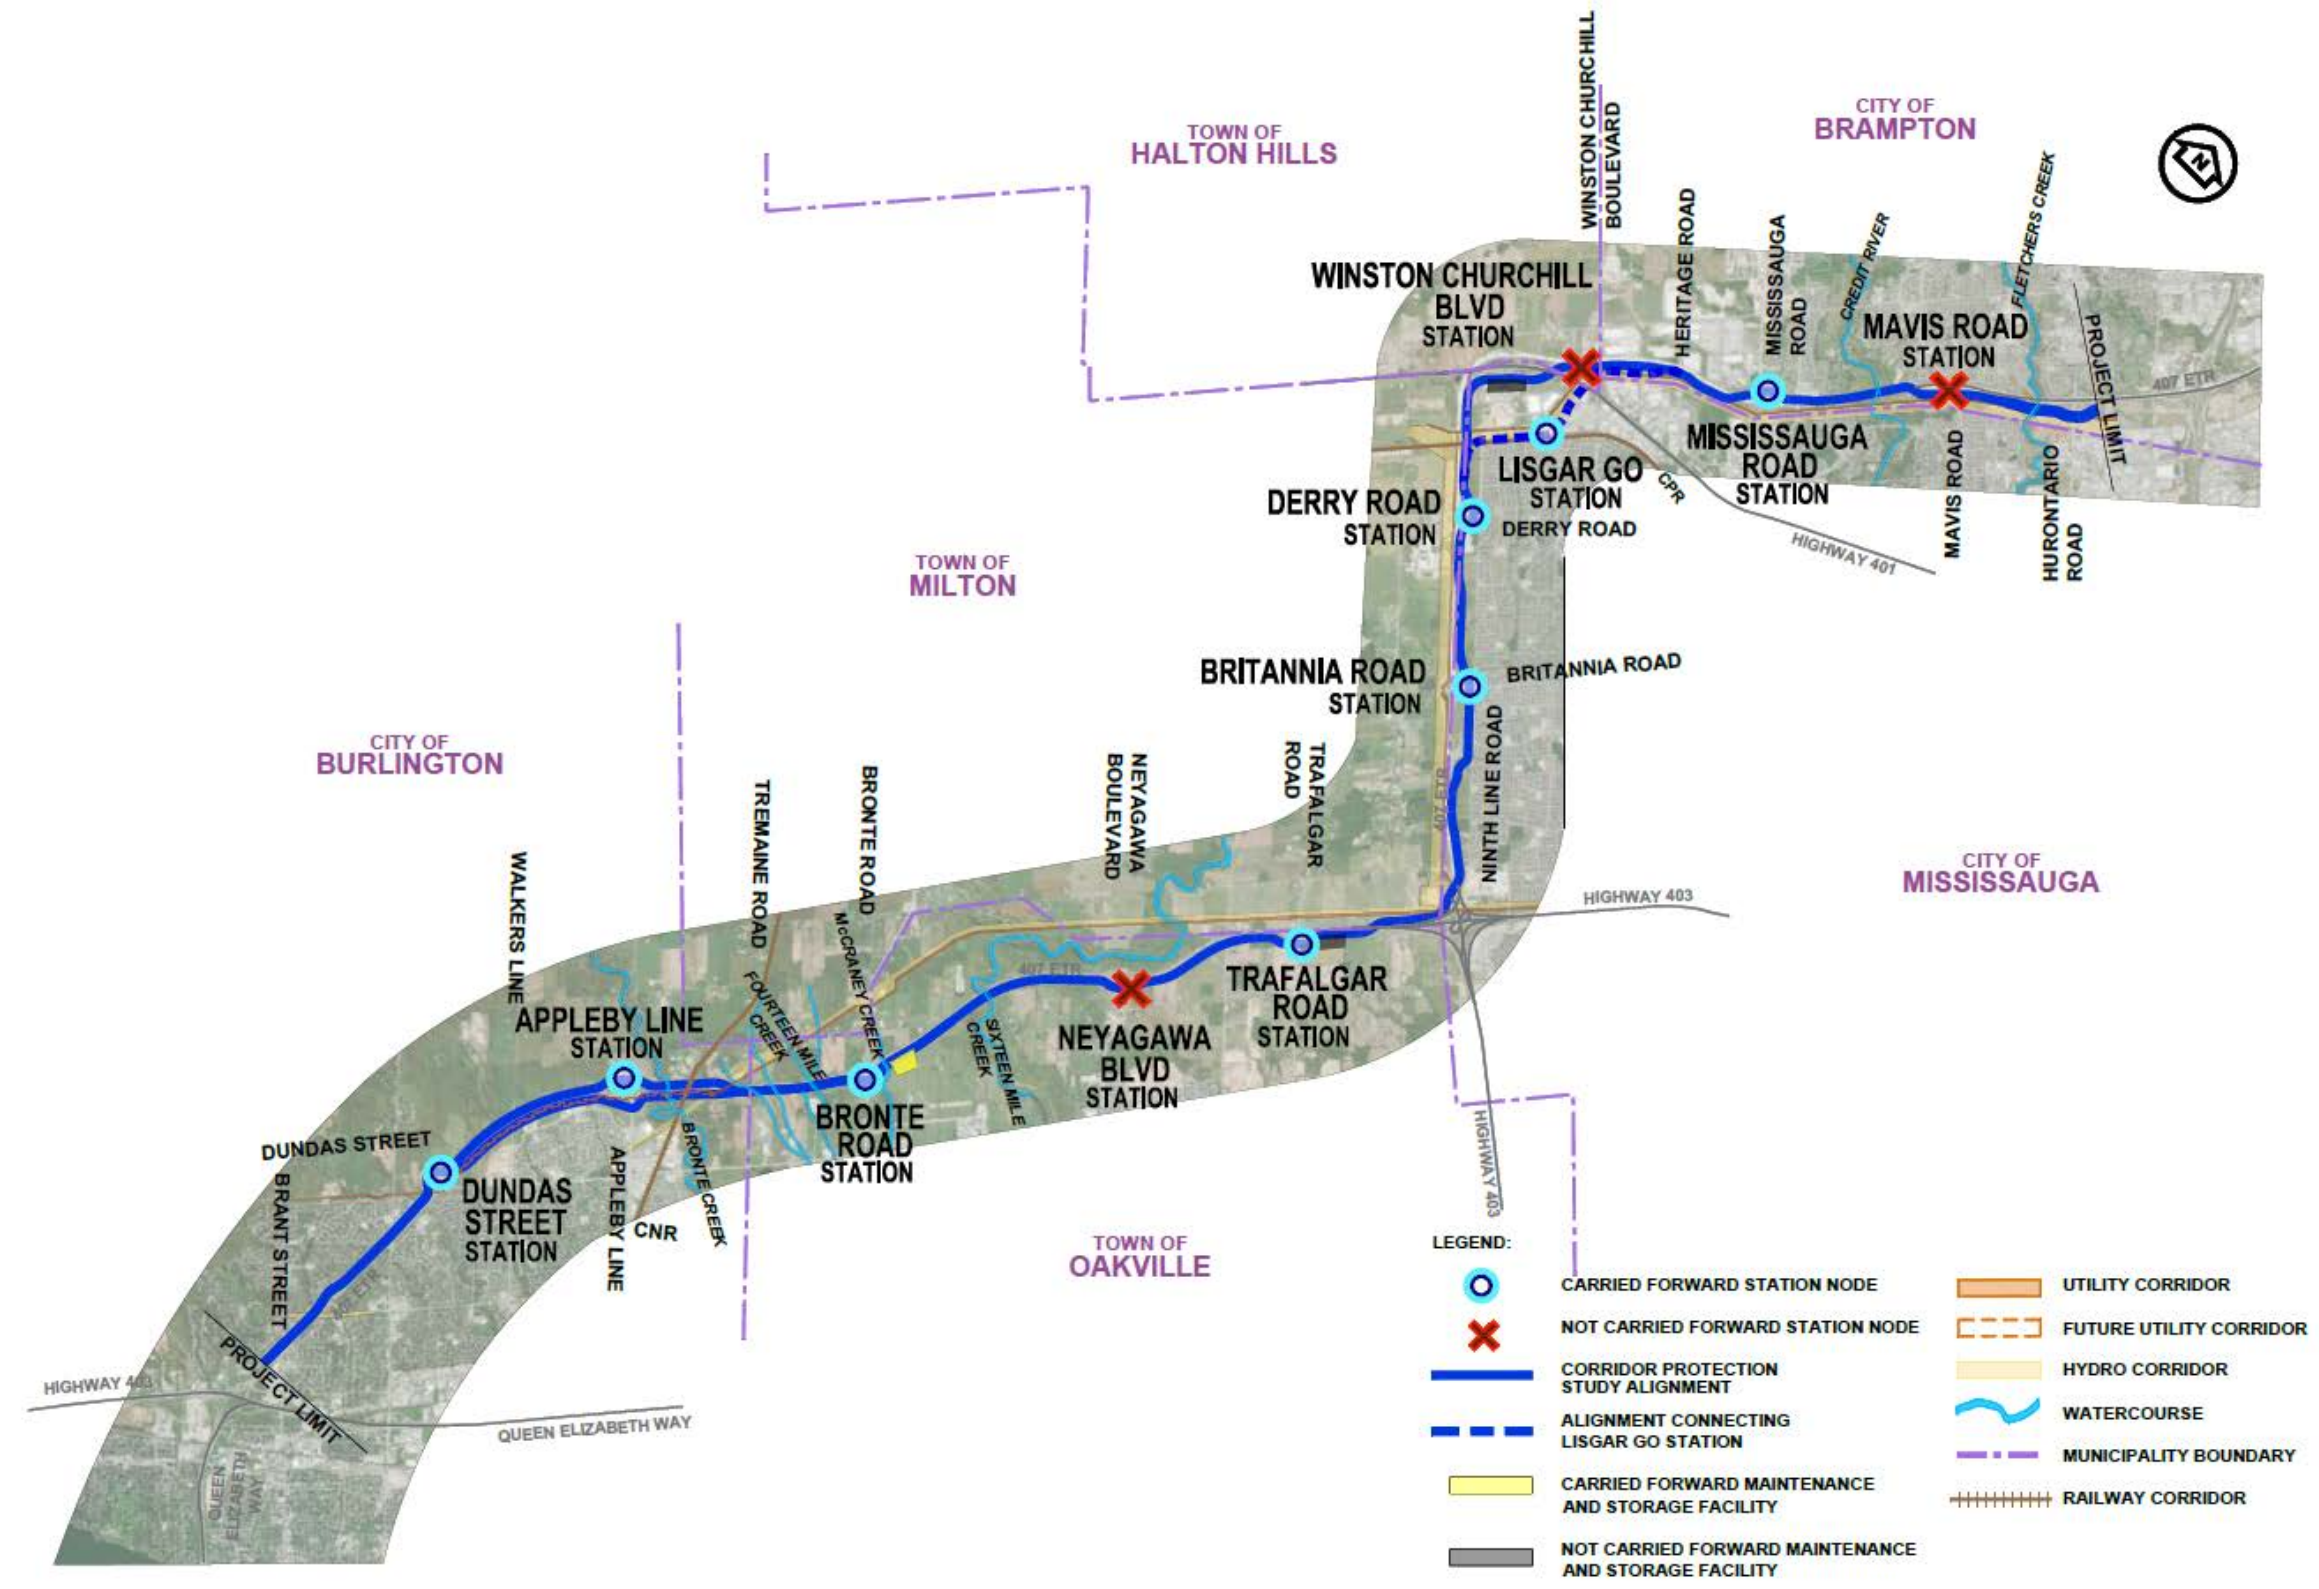 WINSTON CHURCHILL
BOULEVARD
CITY OF
BRAMPTON
TOWN OF
HALTON HILLS
N
HERITAGE ROAD
MISSISSAUGA
ROAD
CREDIT RIVER
FLETCHERS CREEK
WINSTON CHURCHILL
BLVD
STATION
MAVIS ROAD
STATION
PROJECT LIMIT
407 ETR
MISSISSAUGA
ROAD
STATION
LISGAR GO
STATION
CPR
DERRY ROAD
STATION
DERRY ROAD
HIGHWAY 401
MAVIS ROAD
HURONTARIO
ROAD
TOWN OF
MILTON
BRITANNIA ROAD
STATION
BRITANNIA ROAD
NINTH LINE ROAD
407 ETR
CITY OF
BURLINGTON
TREMAINE ROAD
BRONTE ROAD
NEYAGAWA
BOULEVARD
TRAFALGAR
ROAD
WALKERS LINE
McCRANEY CREEK
CITY OF
MISSISSAUGA
HIGHWAY 403
407 ETR
FOURTEEN MILE
CREEK
SIXTEEN MILE
CREEK
TRAFALGAR
ROAD
STATION
NEYAGAWA
BLVD
STATION
APPLEBY LINE
STATION
BRONTE
ROAD
STATION
HIGHWAY 403
DUNDAS STREET
BRANT STREET
DUNDAS
STREET
STATION
APPLEBY LINE
CNR
BRONTE CREEK
TOWN OF
OAKVILLE
407 ETR
PROJECT LIMIT
HIGHWAY 403
QUEEN ELIZABETH WAY
QUEEN
ELIZABETH
WAY
LEGEND:
CARRIED FORWARD STATION NODE
NOT CARRIED FORWARD STATION NODE
CORRIDOR PROTECTION
STUDY ALIGNMENT
ALIGNMENT CONNECTING
LISGAR GO STATION
CARRIED FORWARD MAINTENANCE
AND STORAGE FACILITY
NOT CARRIED FORWARD MAINTENANCE
AND STORAGE FACILITY
UTILITY CORRIDOR
FUTURE UTILITY CORRIDOR
HYDRO CORRIDOR
WATERCOURSE
MUNICIPALITY BOUNDARY
RAILWAY CORRIDOR